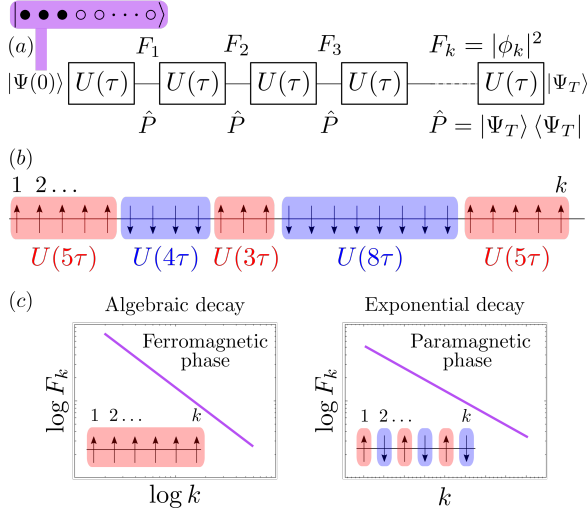 |●●●○○···○⟩
(a)
F_1 F_2 F_3 F_k = |ϕ_k|^2
|Ψ(0)⟩ U(τ) U(τ) U(τ) U(τ) U(τ) |Ψ_T⟩
P̂ P̂ P̂ P̂ = |Ψ_T⟩ ⟨Ψ_T|
(b)
1 2... k
U(5τ) U(4τ) U(3τ) U(8τ) U(5τ)
(c)
Algebraic decay
Ferromagnetic
phase
log F_k
1 2... k
log k
Exponential decay
Paramagnetic
phase
log F_k
1 2... k
k